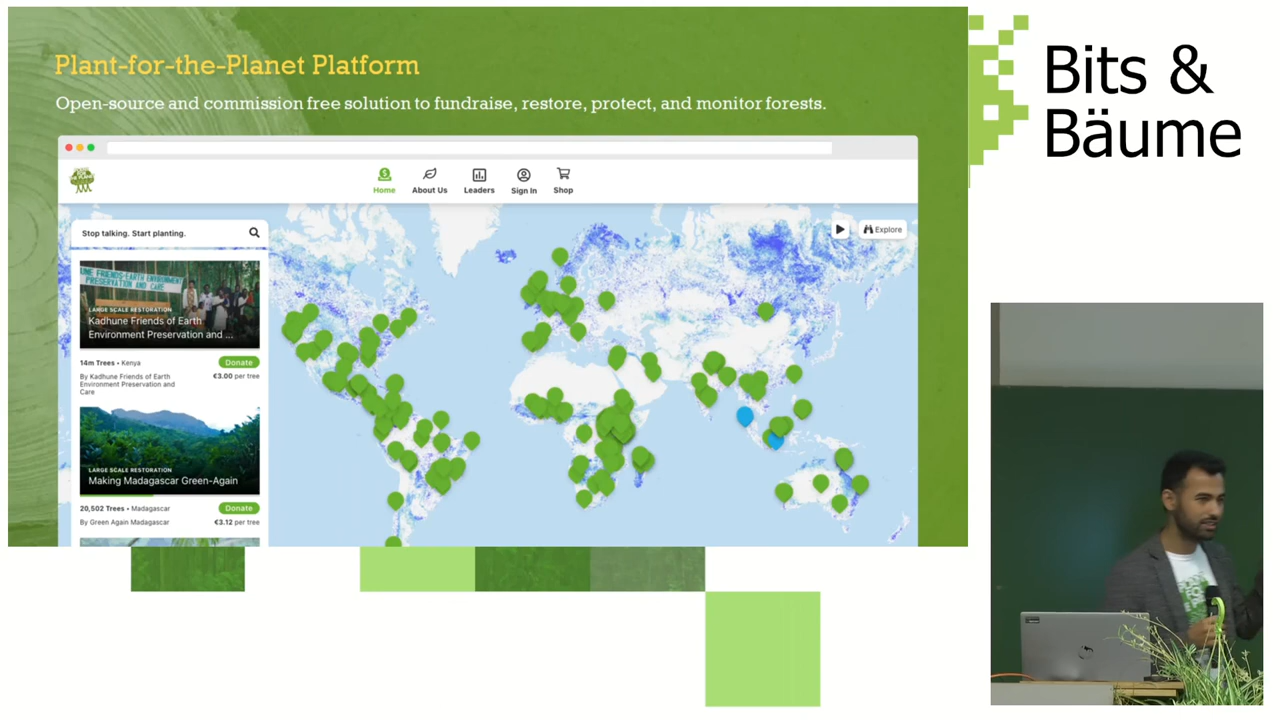 Plant-for-the-Planet Platform
Open-source and commission free solution to fundraise, restore, protect, and monitor forests.
Home
About Us
Leaders
Sign In
Shop
Stop talking. Start planting.
Explore
PRESERVATION AND CARE
LARGE SCALE RESTORATION
Kadhune Friends of Earth
Environment Preservation and ...
14m Trees • Kenya
Donate
By Kadhune Friends of Earth
Environment Preservation and
Care
€3.00 per tree
LARGE SCALE RESTORATION
Making Madagascar Green-Again
20,502 Trees • Madagascar
Donate
By Green Again Madagascar
€3.12 per tree
Bits &
Bäume